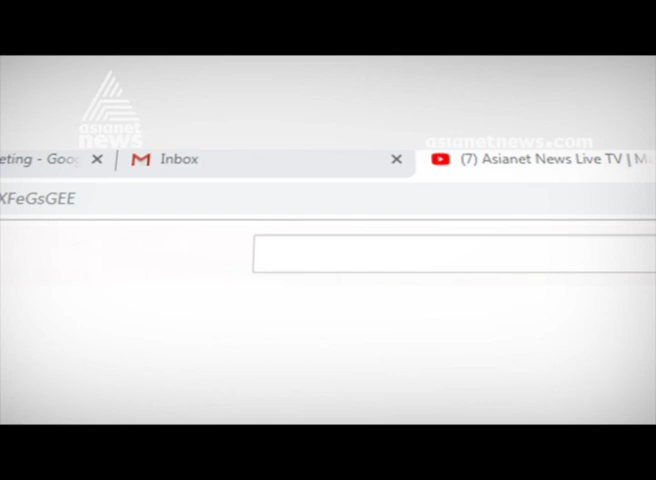 asianet
news
asianetnews.com
eting - Goog
Inbox
(7) Asianet News Live TV | M
XFeGsGEE